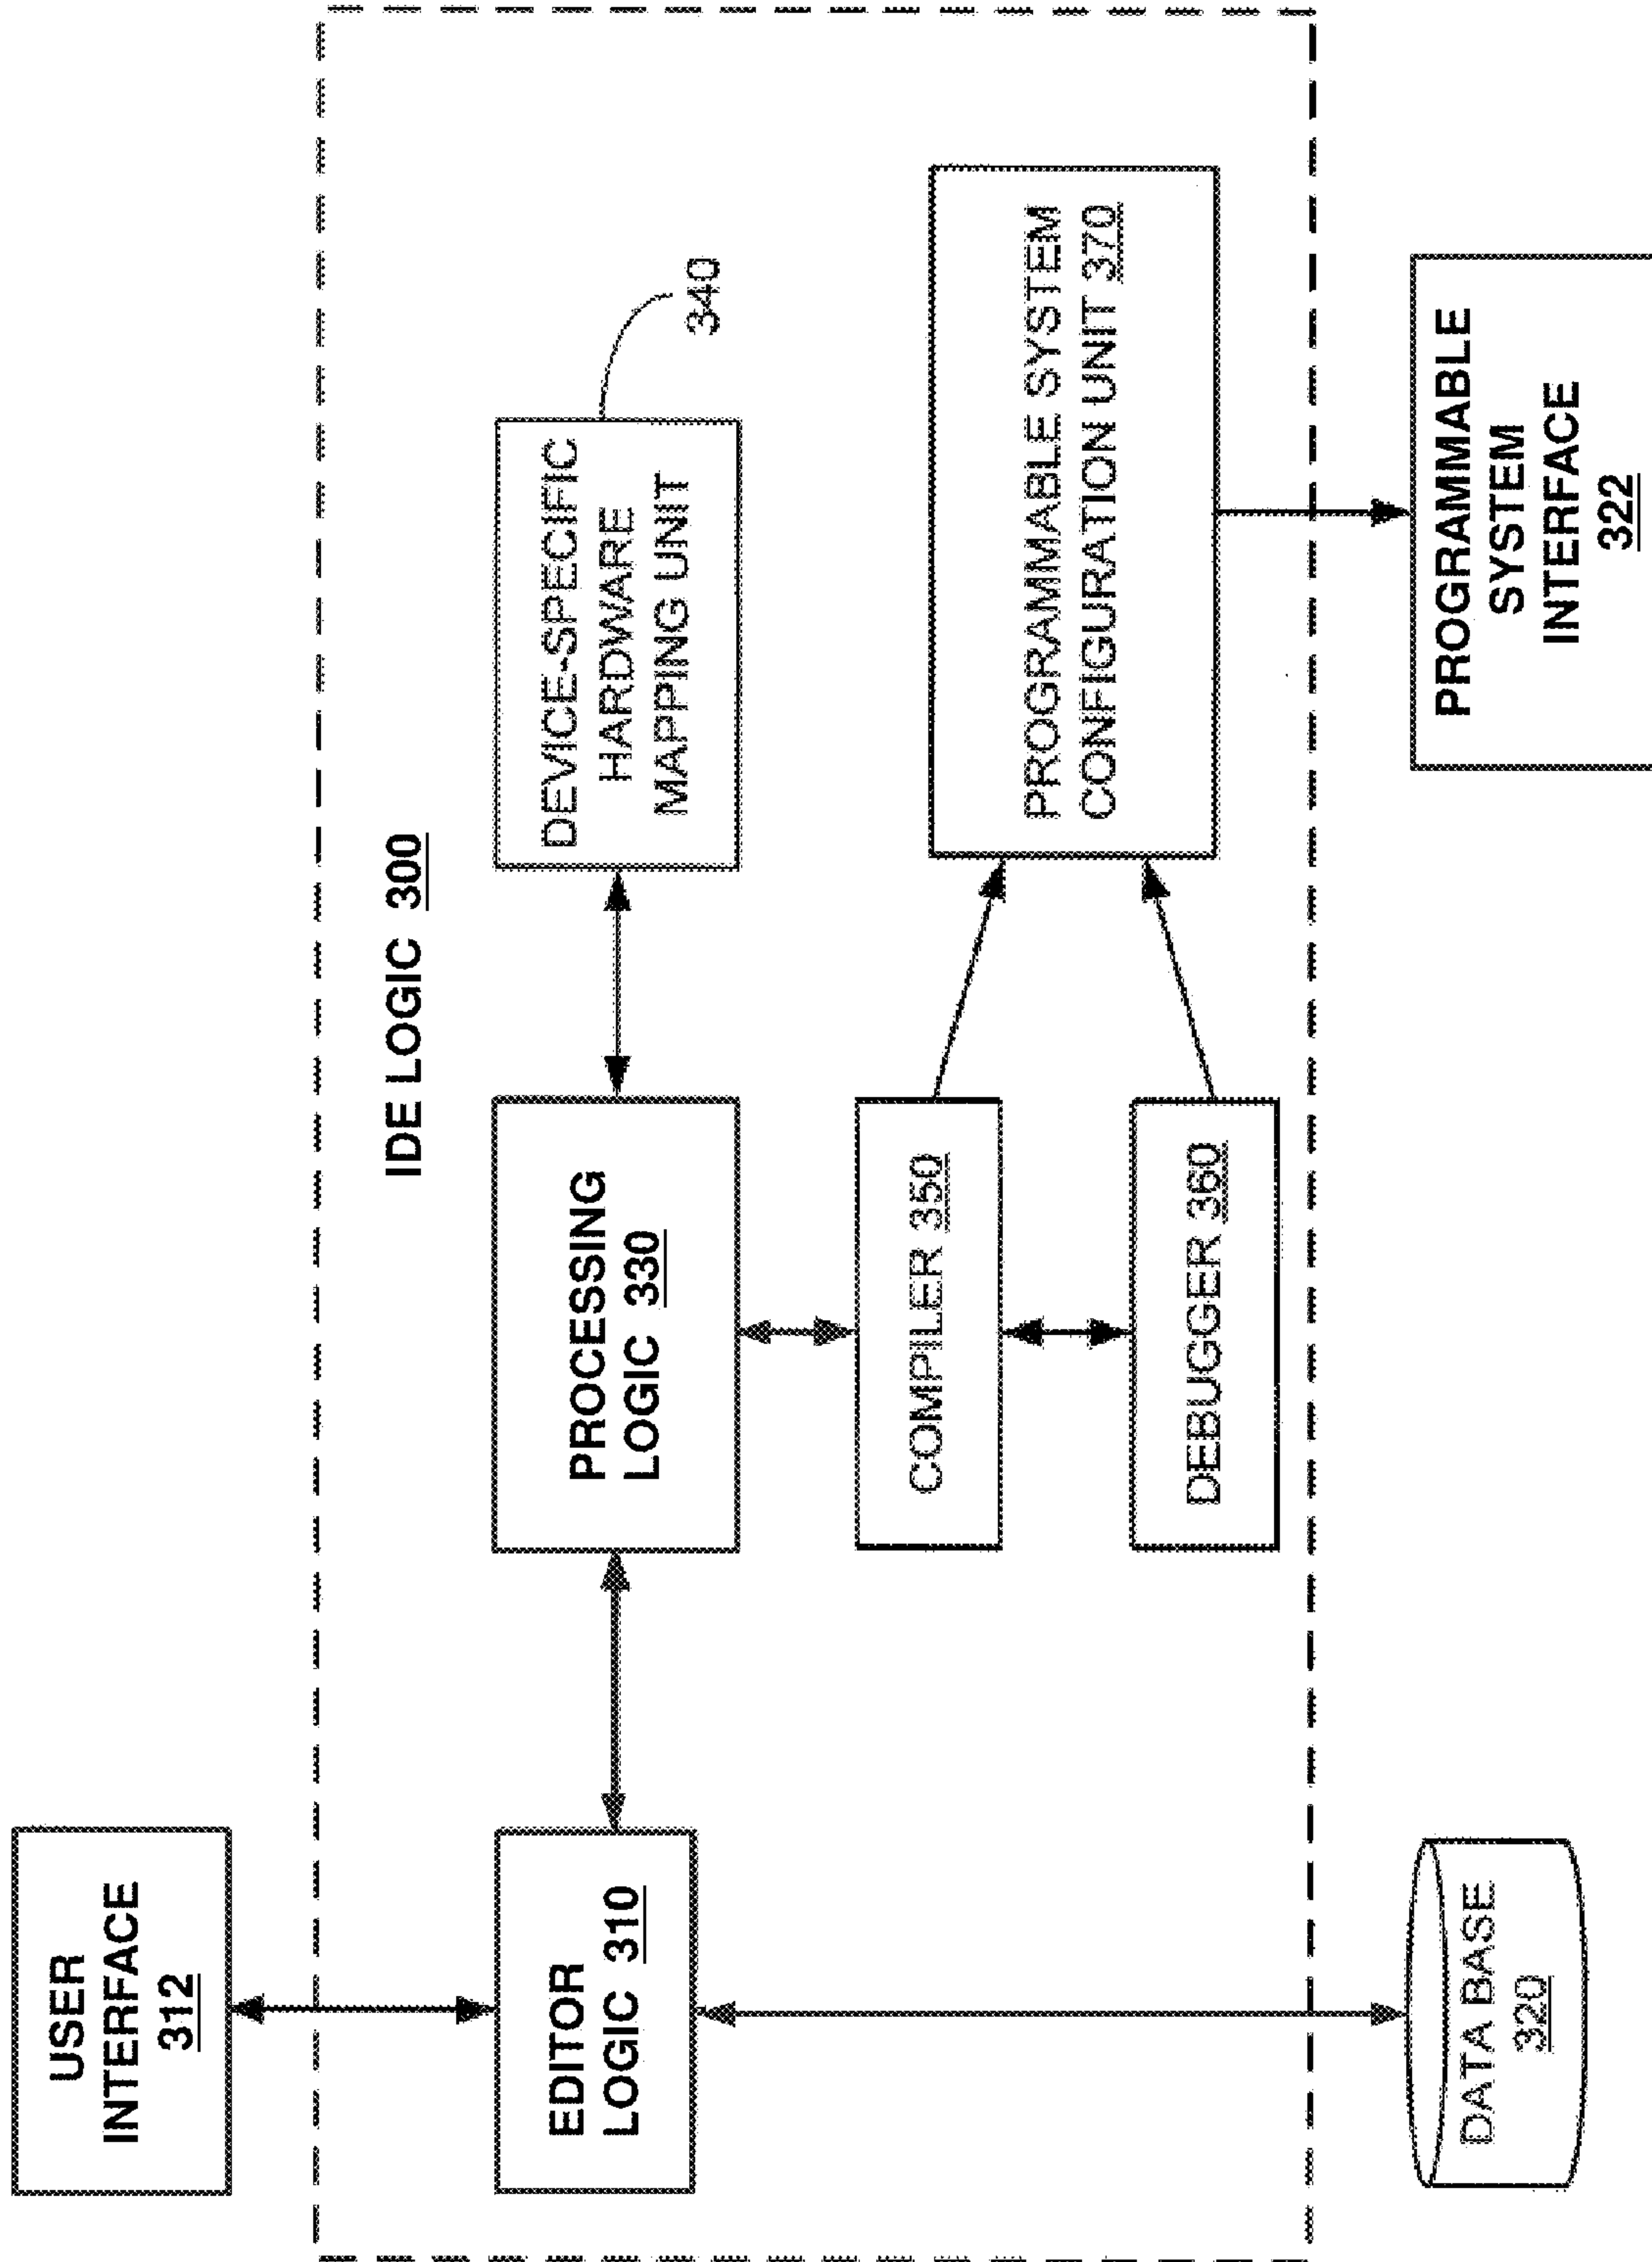 USER
INTERFACE
312
IDE LOGIC 300
EDITOR
LOGIC 310
PROCESSING
LOGIC 330
DEVICE-SPECIFIC
HARDWARE
MAPPING UNIT
340
COMPILER 350
DEBUGGER 360
PROGRAMMABLE SYSTEM
CONFIGURATION UNIT 370
DATA BASE
320
PROGRAMMABLE
SYSTEM
INTERFACE
322